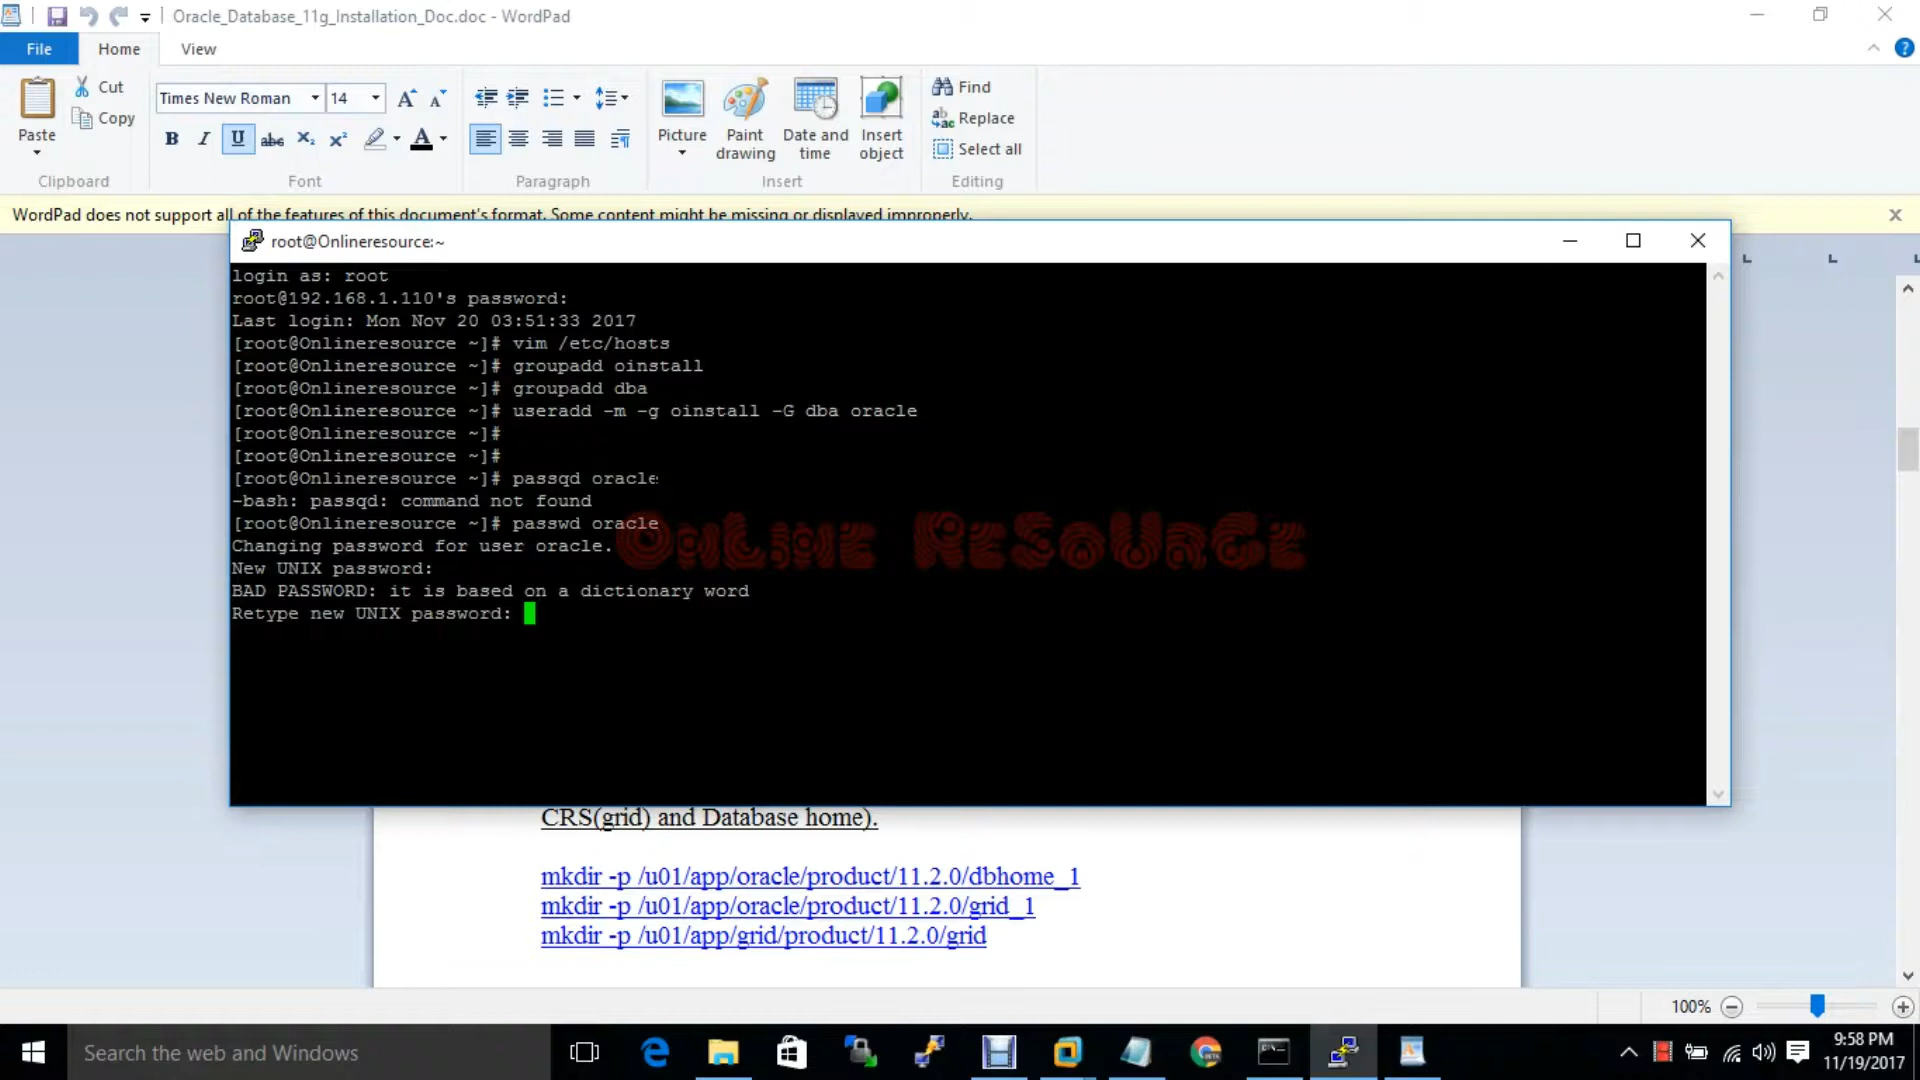 Oracle_Database_11g_Installation_Doc.doc - WordPad
File Home View
Cut
Copy
Paste
Times New Roman 14
B I U abc X₂ X² A
Picture
Paint drawing
Date and time
Insert object
Find
Replace
Select all
Clipboard Font Paragraph Insert Editing
WordPad does not support all of the features of this document's format. Some content might be missing or displayed improperly.
root@Onlineresource:~
login as: root
root@192.168.1.110's password:
Last login: Mon Nov 20 03:51:33 2017
[root@Onlineresource ~]# vim /etc/hosts
[root@Onlineresource ~]# groupadd oinstall
[root@Onlineresource ~]# groupadd dba
[root@Onlineresource ~]# useradd -m -g oinstall -G dba oracle
[root@Onlineresource ~]#
[root@Onlineresource ~]#
[root@Onlineresource ~]# passqd oracle
-bash: passqd: command not found
[root@Onlineresource ~]# passwd oracle
Changing password for user oracle.
New UNIX password:
BAD PASSWORD: it is based on a dictionary word
Retype new UNIX password:
OnLine ReSoUrGe
CRS(grid) and Database home).
mkdir -p /u01/app/oracle/product/11.2.0/dbhome_1
mkdir -p /u01/app/oracle/product/11.2.0/grid_1
mkdir -p /u01/app/grid/product/11.2.0/grid
100%
Search the web and Windows
9:58 PM
11/19/2017